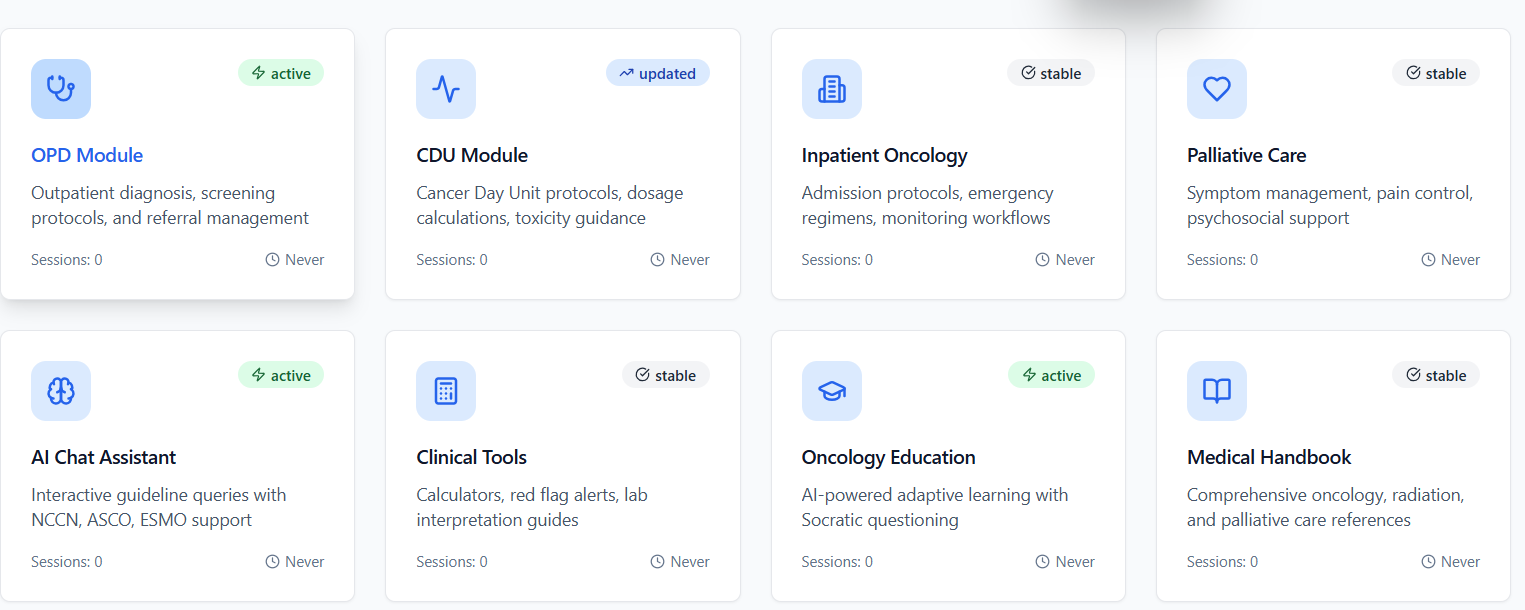 active
OPD Module
Outpatient diagnosis, screening
protocols, and referral management
Sessions: 0
Never
updated
CDU Module
Cancer Day Unit protocols, dosage
calculations, toxicity guidance
Sessions: 0
Never
stable
Inpatient Oncology
Admission protocols, emergency
regimens, monitoring workflows
Sessions: 0
Never
stable
Palliative Care
Symptom management, pain control,
psychosocial support
Sessions: 0
Never
active
AI Chat Assistant
Interactive guideline queries with
NCCN, ASCO, ESMO support
Sessions: 0
Never
stable
Clinical Tools
Calculators, red flag alerts, lab
interpretation guides
Sessions: 0
Never
active
Oncology Education
AI-powered adaptive learning with
Socratic questioning
Sessions: 0
Never
stable
Medical Handbook
Comprehensive oncology, radiation,
and palliative care references
Sessions: 0
Never